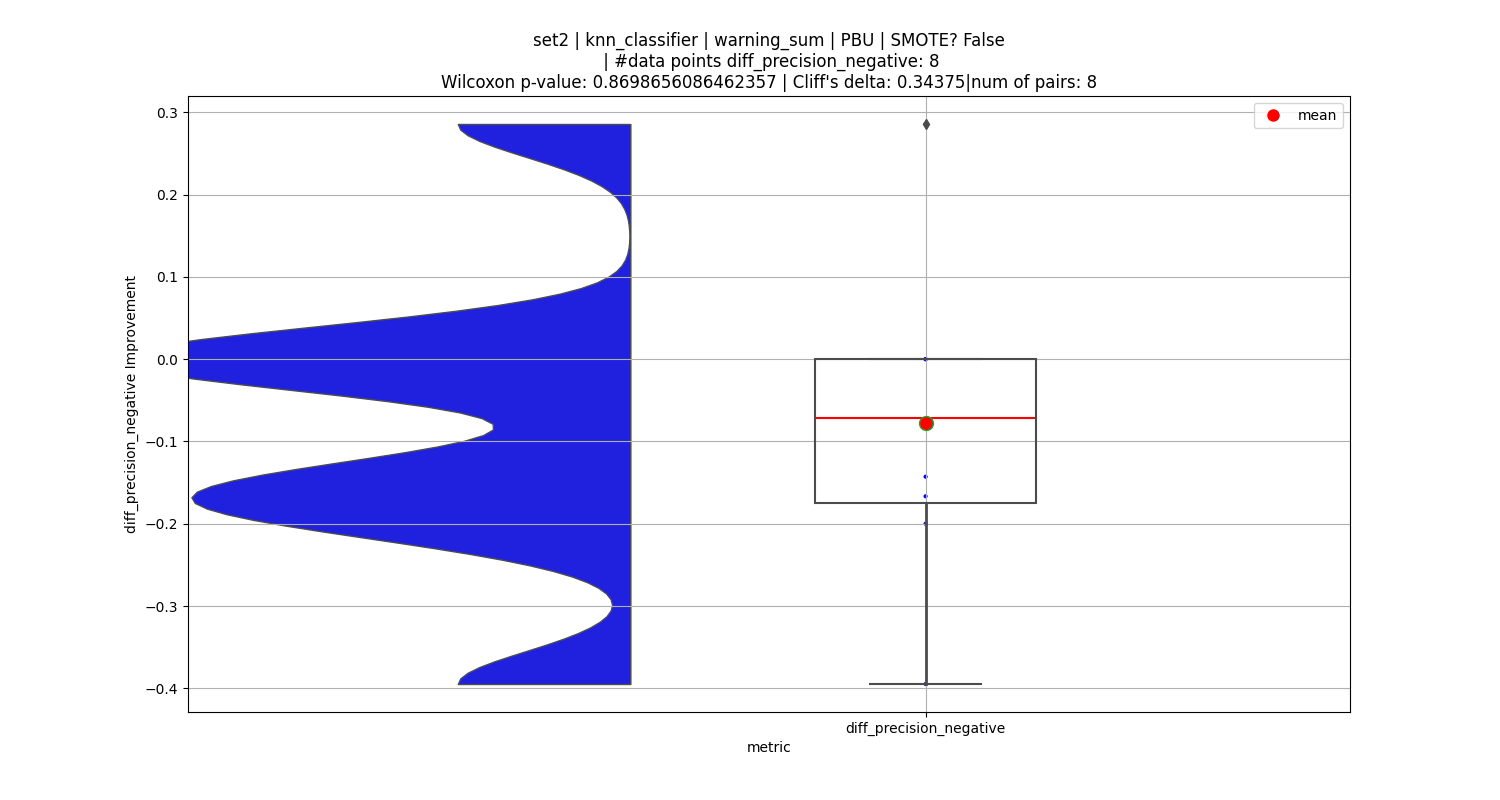 set2 | knn_classifier | warning_sum | PBU | SMOTE? False
| #data points diff_precision_negative: 8
Wilcoxon p-value: 0.8698656086462357 | Cliff's delta: 0.34375|num of pairs: 8
mean
0.3
0.2
0.1
0.0
−0.1
−0.2
−0.3
−0.4
diff_precision_negative Improvement
diff_precision_negative
metric